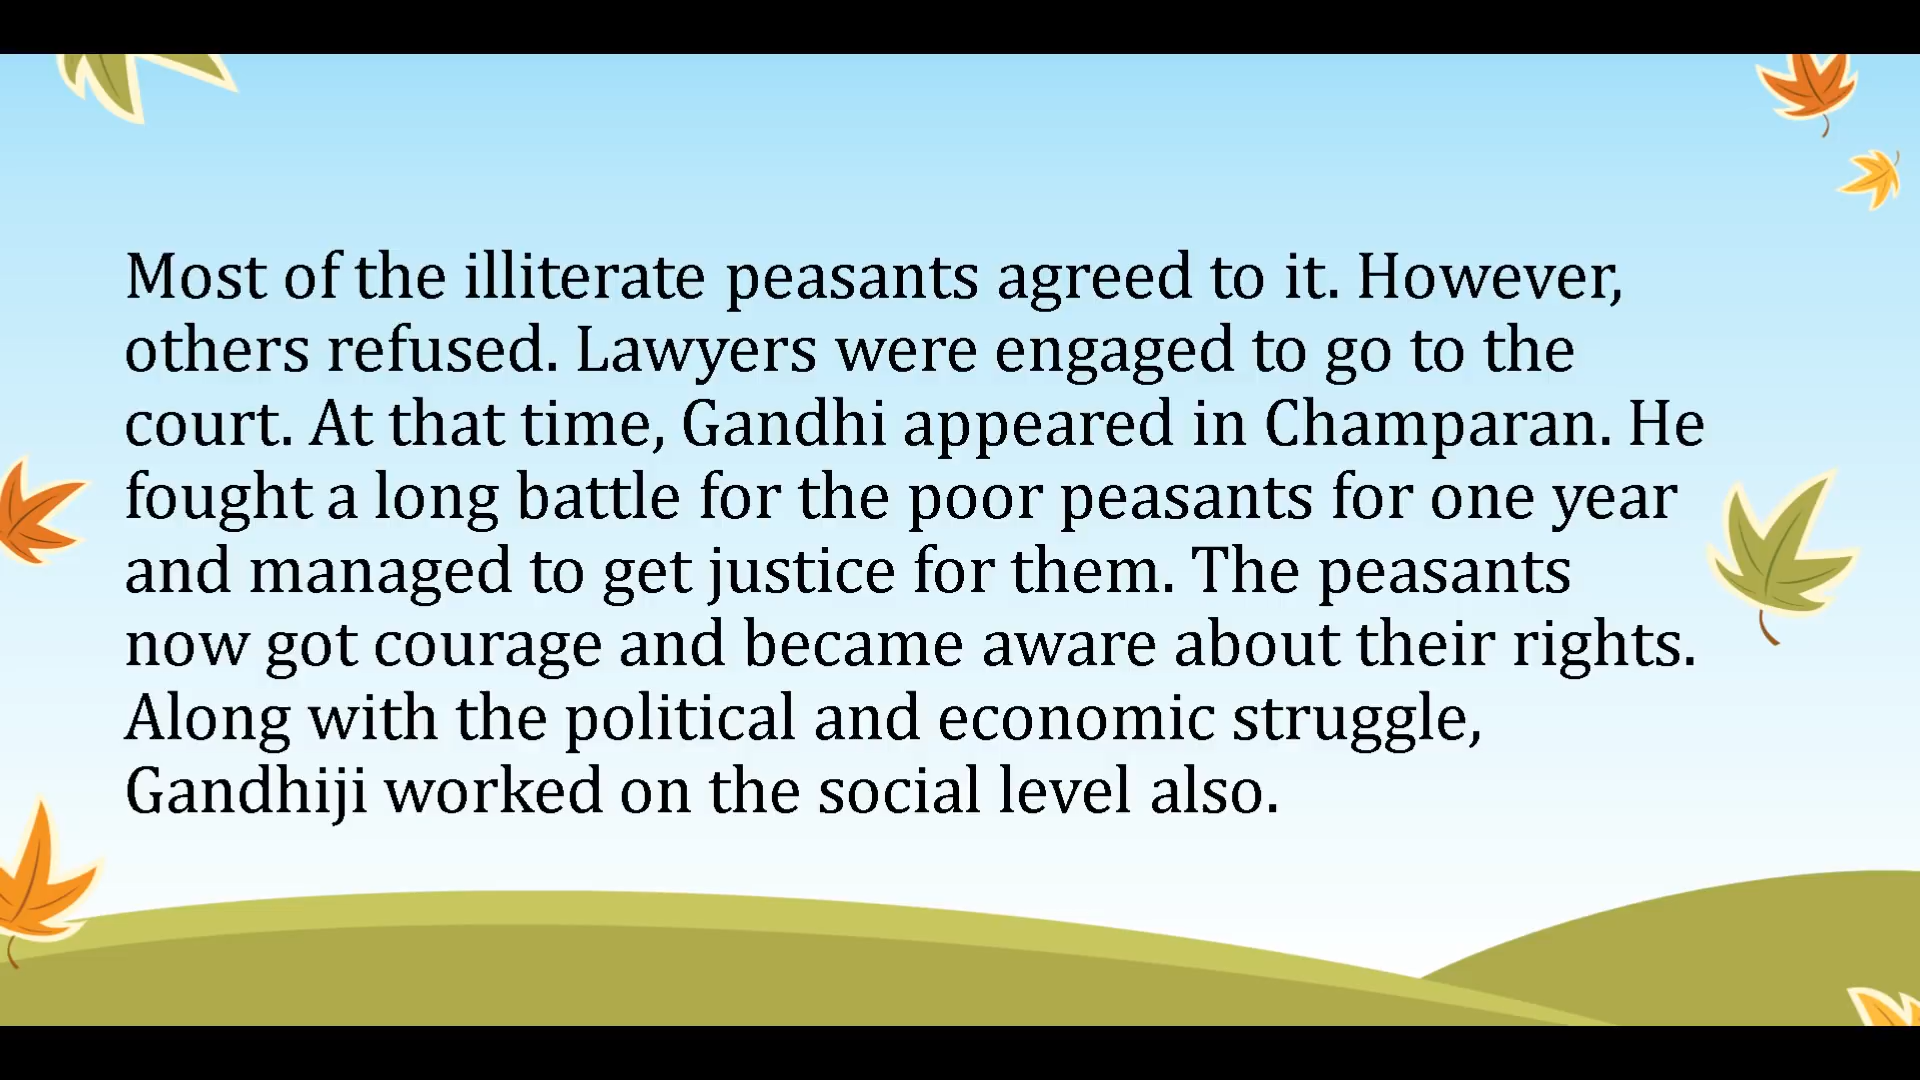 Most of the illiterate peasants agreed to it. However,
others refused. Lawyers were engaged to go to the
court. At that time, Gandhi appeared in Champaran. He
fought a long battle for the poor peasants for one year
and managed to get justice for them. The peasants
now got courage and became aware about their rights.
Along with the political and economic struggle,
Gandhiji worked on the social level also.